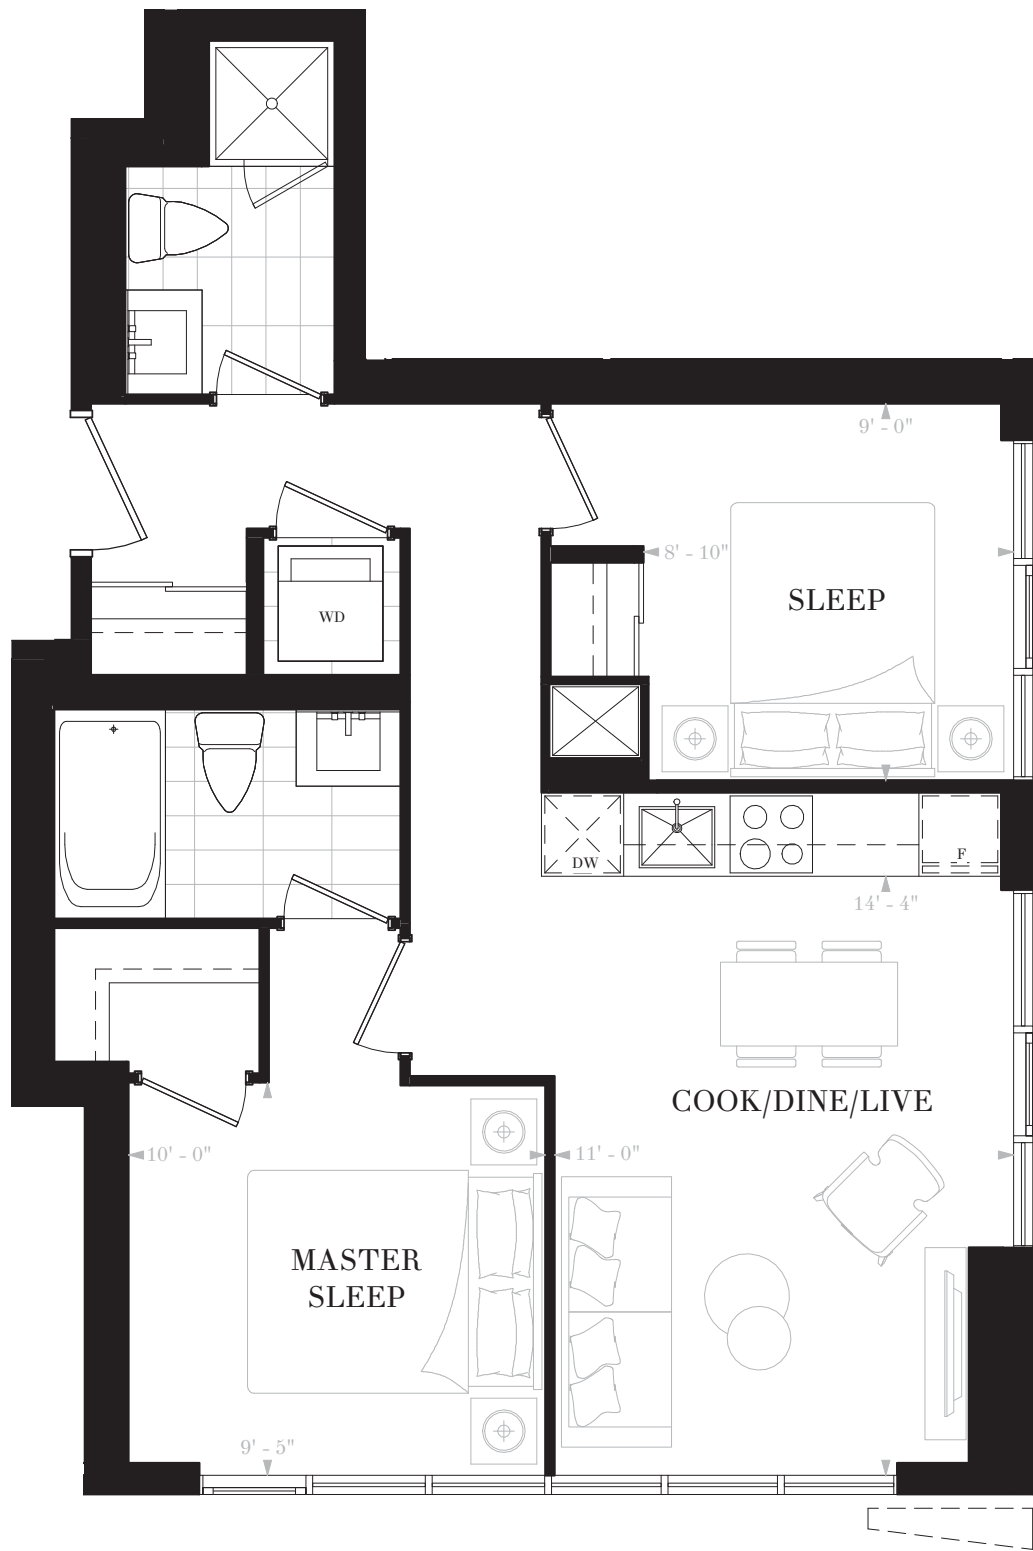 9' - 0"
8' - 10"
SLEEP
WD
DW
F
14' - 4"
COOK/DINE/LIVE
10' - 0"
11' - 0"
MASTER
SLEEP
9' - 5"